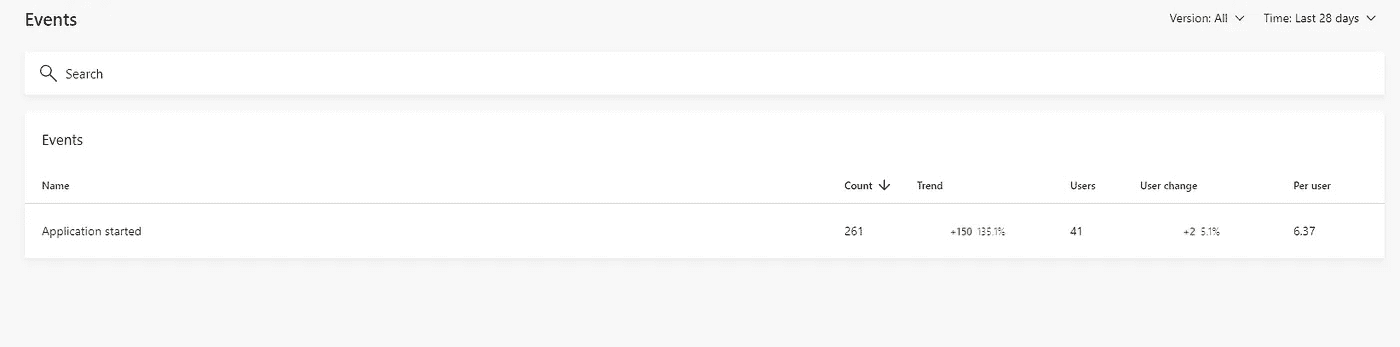 Events Version: All Time: Last 28 days
Search
Events
Name Count Trend Users User change Per user
Application started 261 +150 135.1% 41 +2 5.1% 6.37